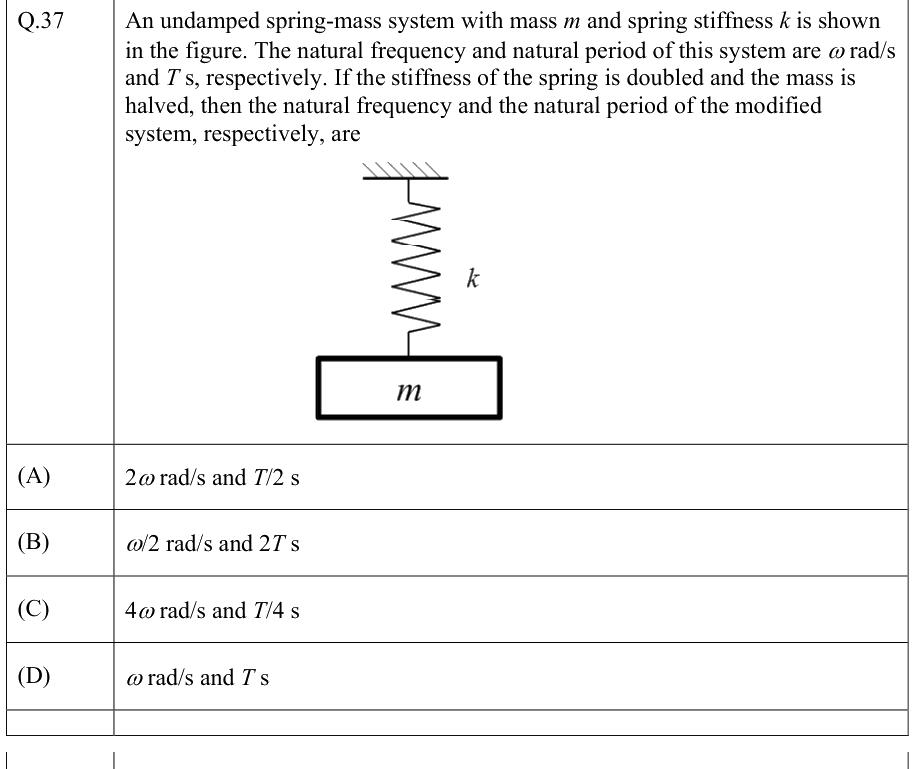 Q.37
An undamped spring-mass system with mass m and spring stiffness k is shown
in the figure. The natural frequency and natural period of this system are ω rad/s
and T s, respectively. If the stiffness of the spring is doubled and the mass is
halved, then the natural frequency and the natural period of the modified
system, respectively, are
k
m
(A) 2ω rad/s and T/2 s
(B) ω/2 rad/s and 2T s
(C) 4ω rad/s and T/4 s
(D) ω rad/s and T s